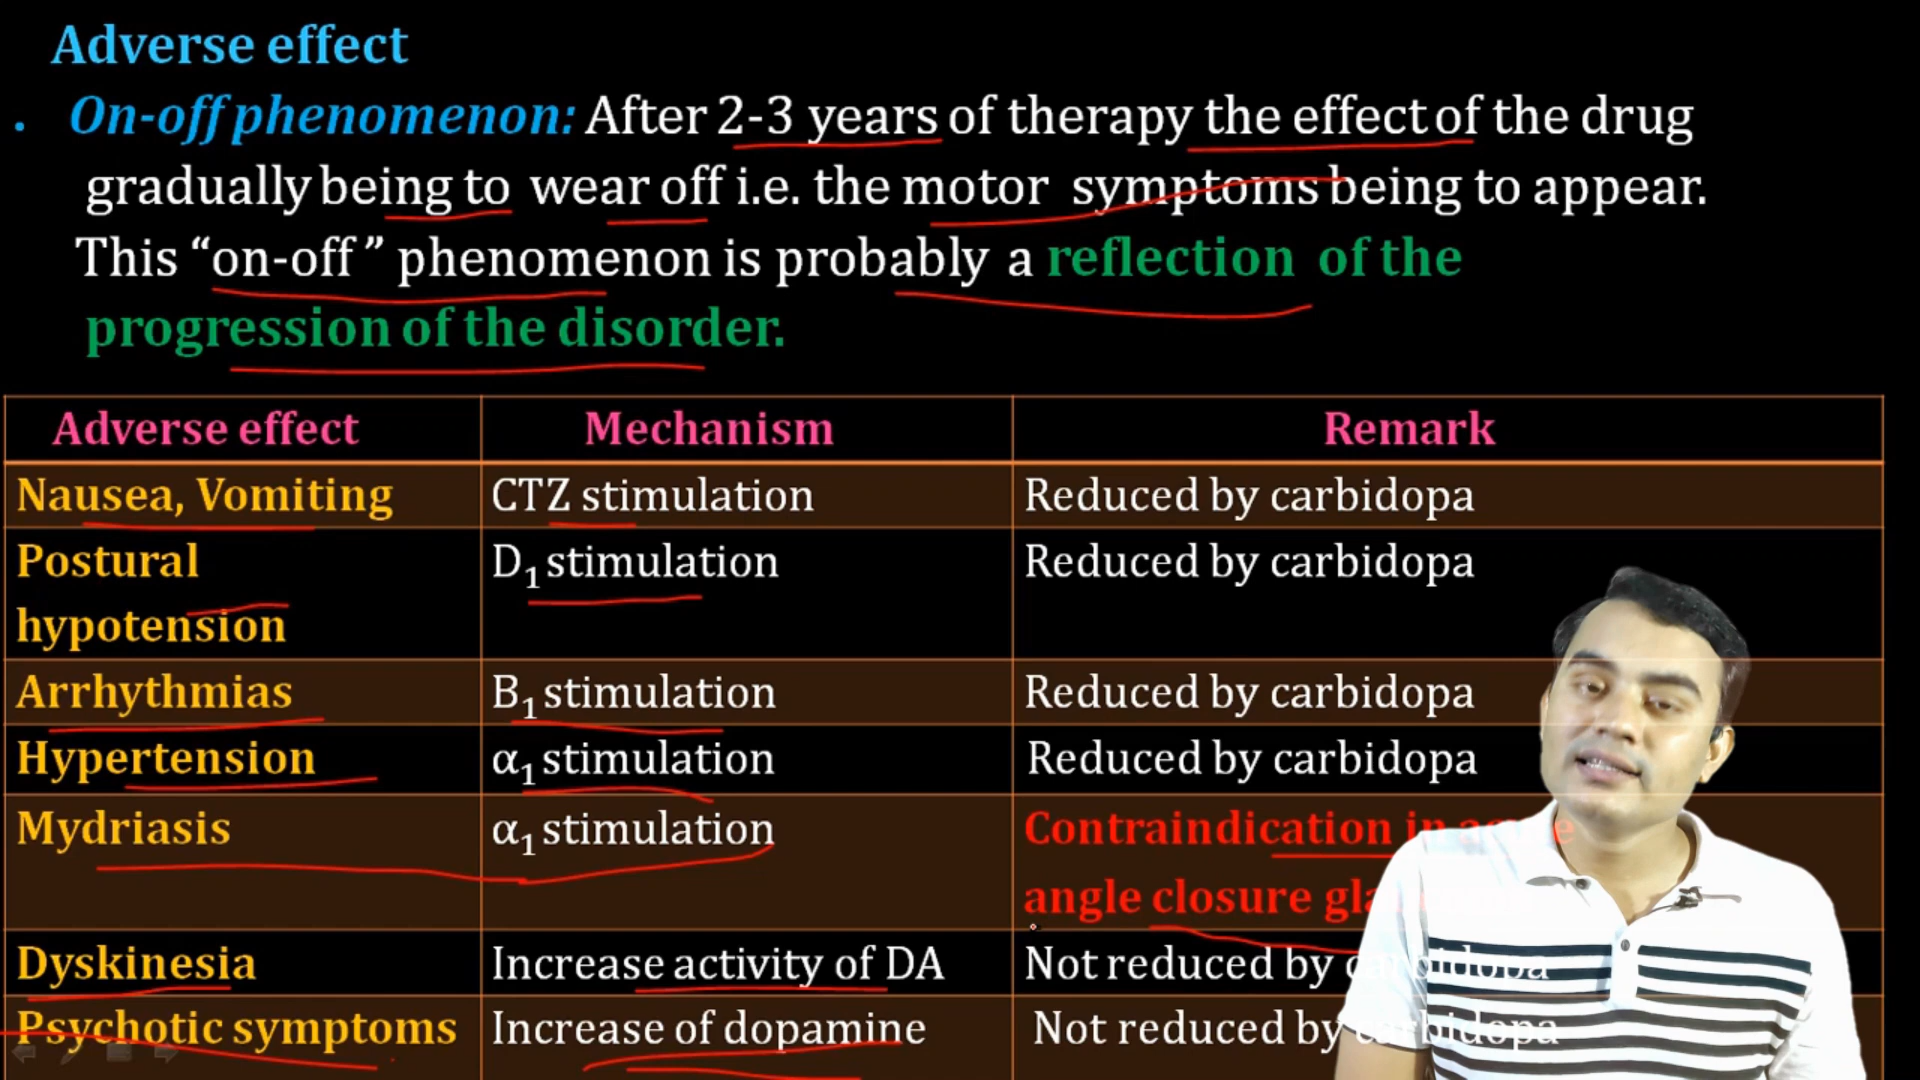 Adverse effect
• On-off phenomenon: After 2-3 years of therapy the effect of the drug
gradually being to wear off i.e. the motor symptoms being to appear.
This “on-off ” phenomenon is probably a reflection of the
progression of the disorder.
Adverse effect Mechanism Remark
Nausea, Vomiting CTZ stimulation Reduced by carbidopa
Postural D1 stimulation Reduced by carbidopa
hypotension
Arrhythmias B1 stimulation Reduced by carbidopa
Hypertension α1 stimulation Reduced by carbidopa
Mydriasis α1 stimulation Contraindication in
angle closure
Dyskinesia Increase activity of DA Not reduced by carbidopa
Psychotic symptoms Increase of dopamine Not reduced by carbidopa